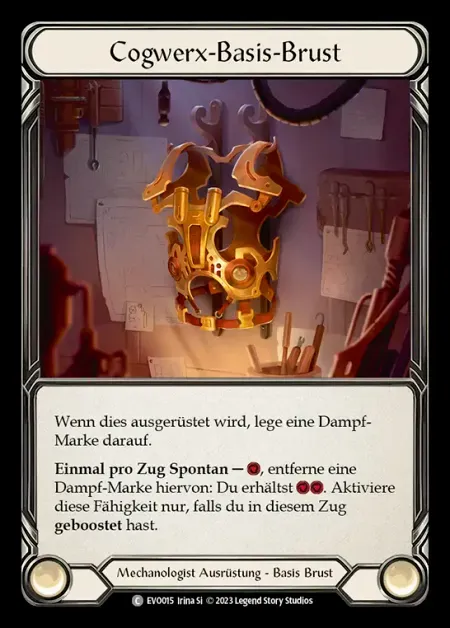 Cogwerx-Basis-Brust
Wenn dies ausgerüstet wird, lege eine Dampf-
Marke darauf.
Einmal pro Zug Spontan — , entferne eine
Dampf-Marke hiervon: Du erhältst . Aktiviere
diese Fähigkeit nur, falls du in diesem Zug
geboostet hast.
Mechanologist Ausrüstung - Basis Brust
C EVO015 Irina Si © 2023 Legend Story Studios